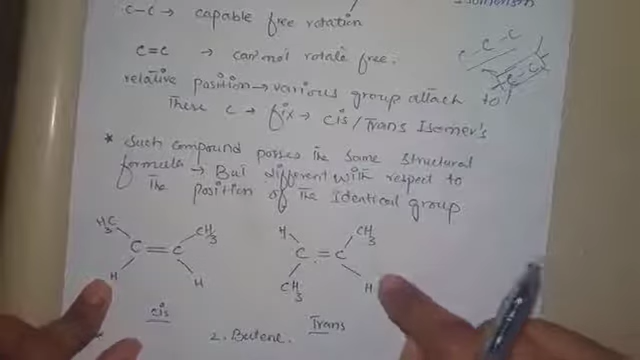 C-C → capable free rotation
C=C → can not rotate free.
C C C
C C
relative position → various group attach to
These C → fix → Cis/Trans Isomer's
* Such compound posses the same structural
formula → But different with respect to
The position of The identical group
H3C CH3 H CH3
C=C C=C
H H CH3 H
Cis Trans
2. Butene.